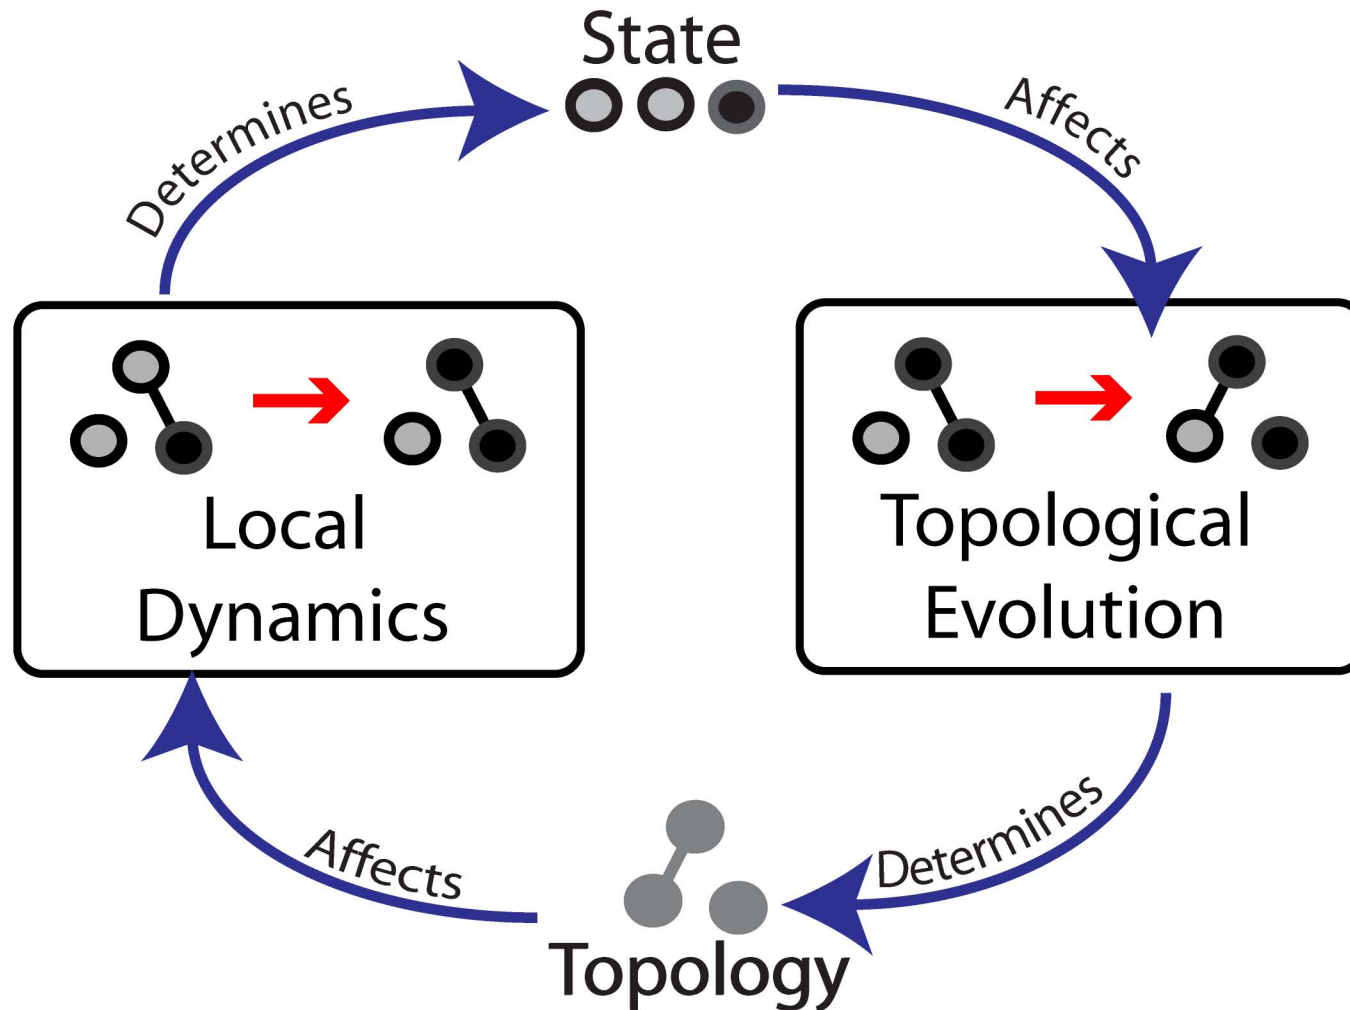 State
Determines
Affects
Local
Dynamics
Topological
Evolution
Affects
Determines
Topology